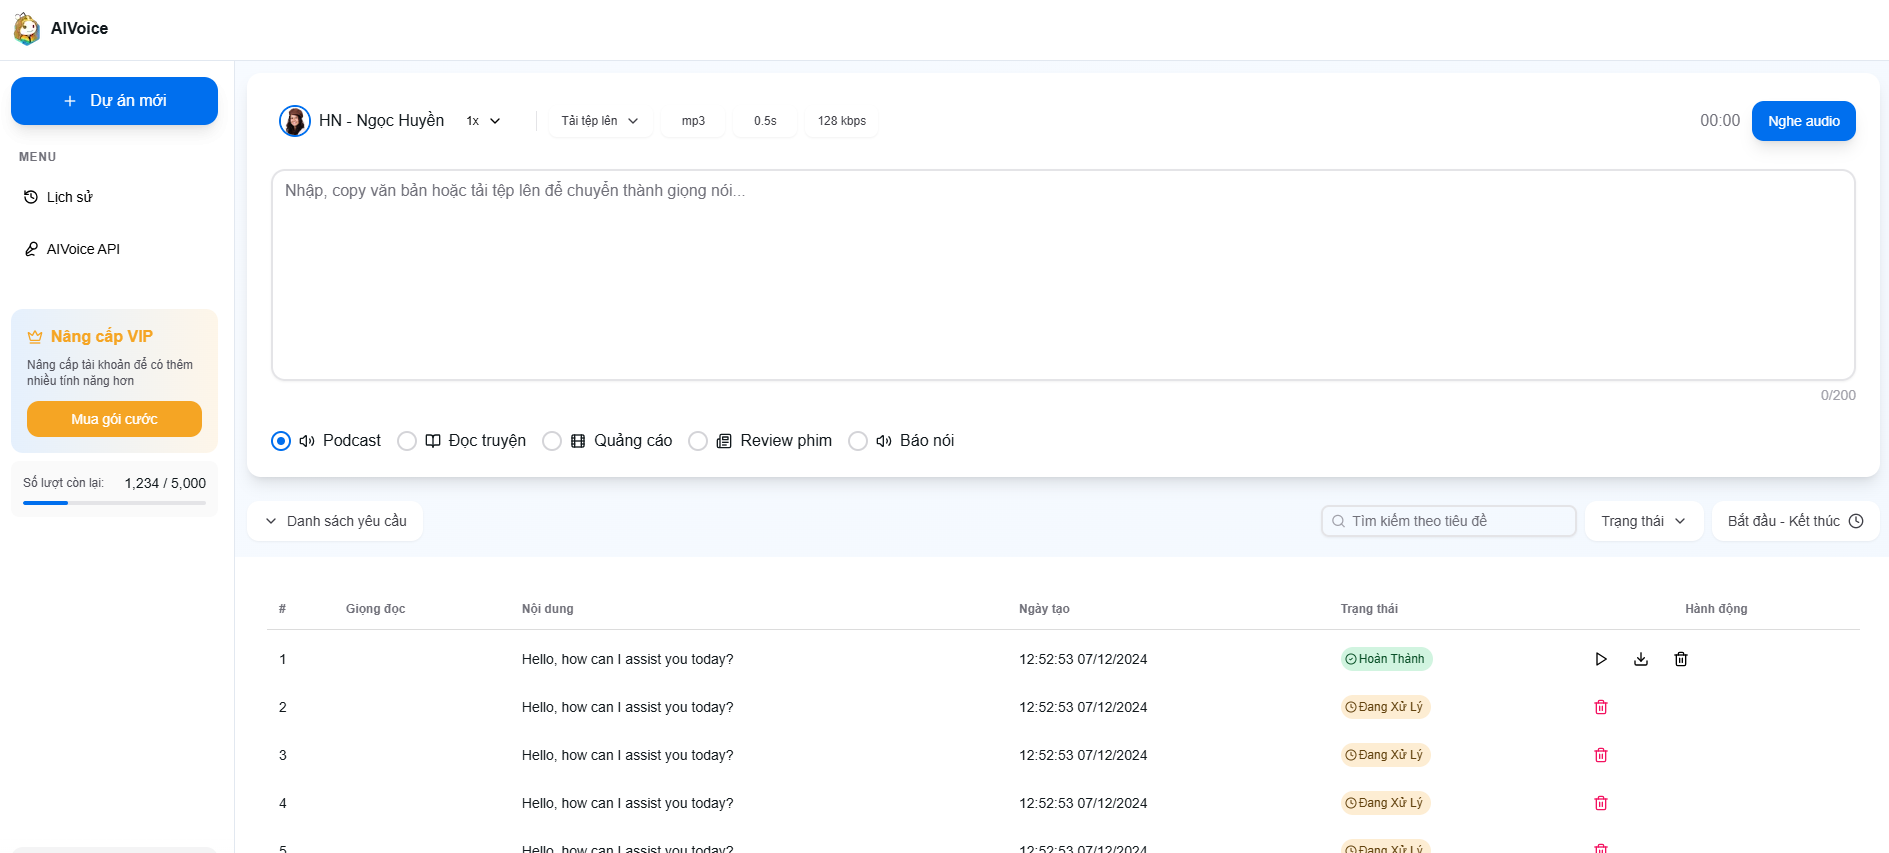 AIVoice
Dự án mới
MENU
Lịch sử
AIVoice API
Nâng cấp VIP
Nâng cấp tài khoản để có thêm
nhiều tính năng hơn
Mua gói cước
Số lượt còn lại: 1,234 / 5,000
HN - Ngọc Huyền 1x Tải tệp lên mp3 0.5s 128 kbps 00:00 Nghe audio
Nhập, copy văn bản hoặc tải tệp lên để chuyển thành giọng nói...
0/200
Podcast Đọc truyện Quảng cáo Review phim Báo nói
Danh sách yêu cầu Tìm kiếm theo tiêu đề Trạng thái Bắt đầu - Kết thúc
# Giọng đọc Nội dung Ngày tạo Trạng thái Hành động
1 Hello, how can I assist you today? 12:52:53 07/12/2024 Hoàn Thành
2 Hello, how can I assist you today? 12:52:53 07/12/2024 Đang Xử Lý
3 Hello, how can I assist you today? 12:52:53 07/12/2024 Đang Xử Lý
4 Hello, how can I assist you today? 12:52:53 07/12/2024 Đang Xử Lý
5 Hello, how can I assist you today? 12:52:53 07/12/2024 Đang Xử Lý